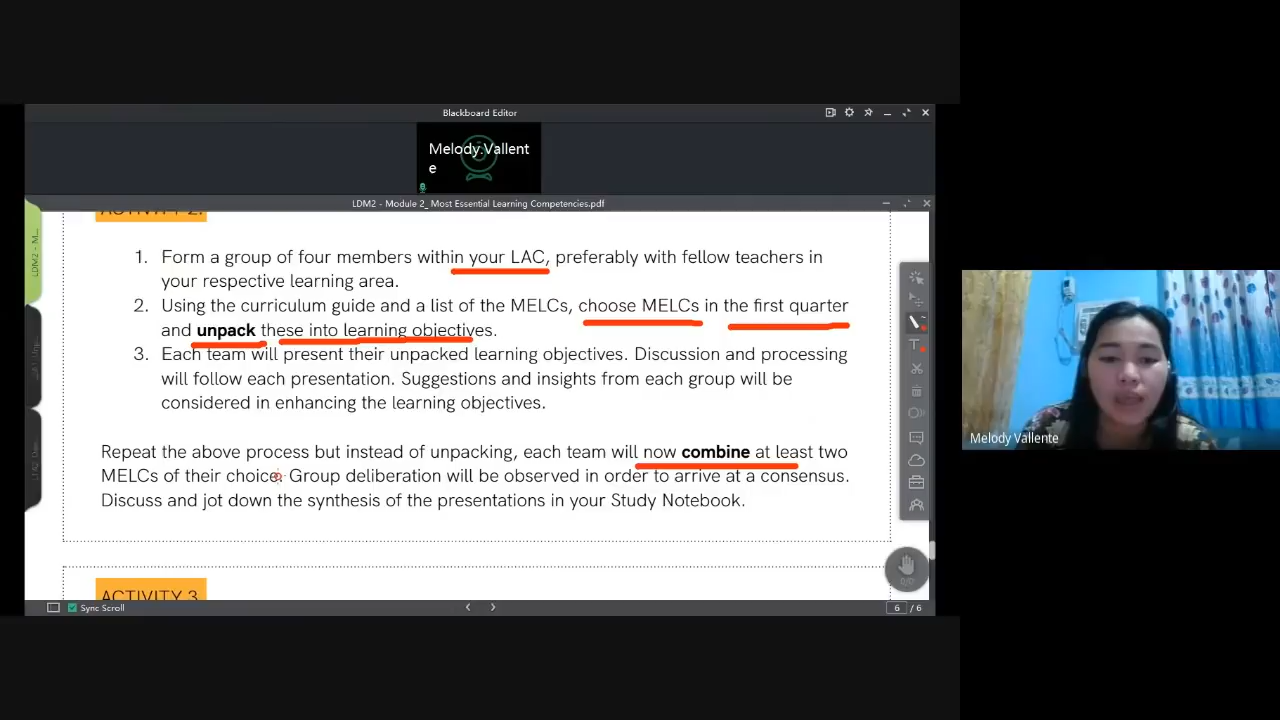 Blackboard Editor
Melody.Vallent
e
LDM2 - Module 2_ Most Essential Learning Competencies.pdf
ACTIVITY 2.
1. Form a group of four members within your LAC, preferably with fellow teachers in
your respective learning area.
2. Using the curriculum guide and a list of the MELCs, choose MELCs in the first quarter
and unpack these into learning objectives.
3. Each team will present their unpacked learning objectives. Discussion and processing
will follow each presentation. Suggestions and insights from each group will be
considered in enhancing the learning objectives.
Repeat the above process but instead of unpacking, each team will now combine at least two
MELCs of their choice. Group deliberation will be observed in order to arrive at a consensus.
Discuss and jot down the synthesis of the presentations in your Study Notebook.
ACTIVITY 3
Sync Scroll
6 / 6
0/0
LDM2 - M...
Melody Vallente